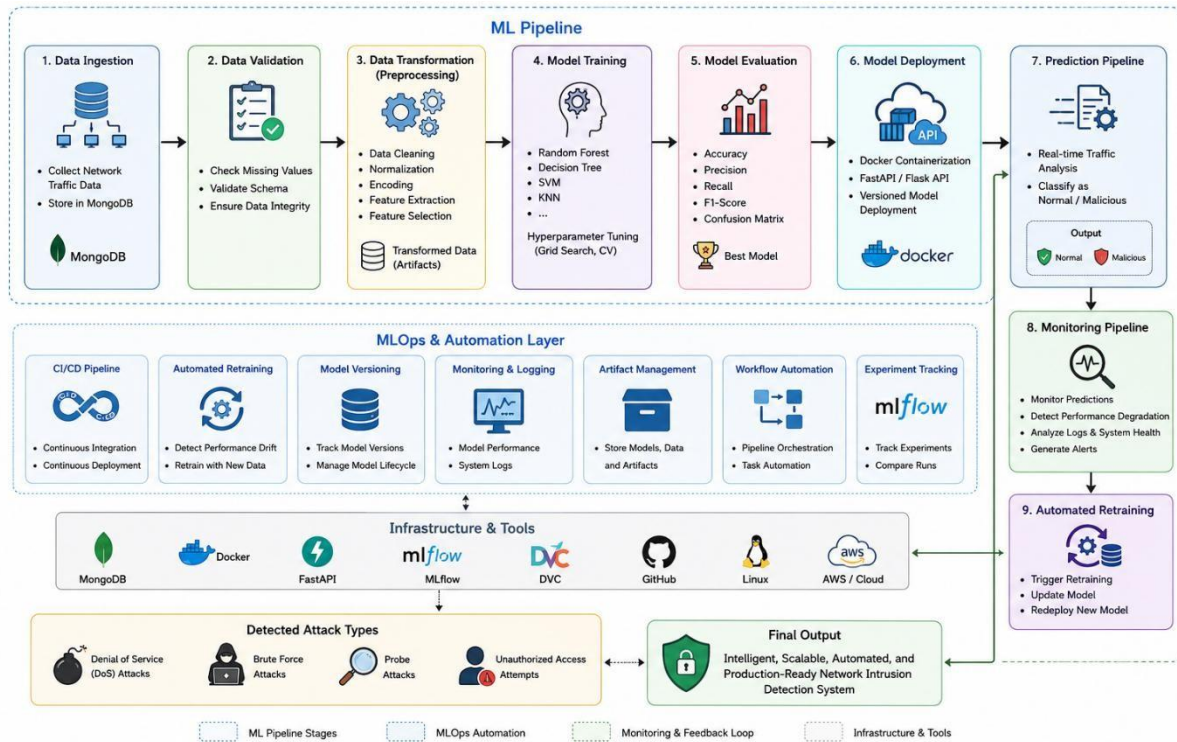 ML Pipeline
1. Data Ingestion
• Collect Network
Traffic Data
• Store in MongoDB
MongoDB
2. Data Validation
• Check Missing Values
• Validate Schema
• Ensure Data Integrity
3. Data Transformation
(Preprocessing)
• Data Cleaning
• Normalization
• Encoding
• Feature Extraction
• Feature Selection
Transformed Data
(Artifacts)
4. Model Training
• Random Forest
• Decision Tree
• SVM
• KNN
• ...
Hyperparameter Tuning
(Grid Search, CV)
5. Model Evaluation
• Accuracy
• Precision
• Recall
• F1-Score
• Confusion Matrix
Best Model
6. Model Deployment
API
• Docker Containerization
• FastAPI / Flask API
• Versioned Model
Deployment
docker
7. Prediction Pipeline
• Real-time Traffic
Analysis
• Classify as
Normal / Malicious
Output
Normal
Malicious
8. Monitoring Pipeline
• Monitor Predictions
• Detect Performance Degradation
• Analyze Logs & System Health
• Generate Alerts
9. Automated Retraining
• Trigger Retraining
• Update Model
• Redeploy New Model
MLOps & Automation Layer
CI/CD Pipeline
• Continuous Integration
• Continuous Deployment
Automated Retraining
• Detect Performance Drift
• Retrain with New Data
Model Versioning
• Track Model Versions
• Manage Model Lifecycle
Monitoring & Logging
• Model Performance
• System Logs
Artifact Management
• Store Models, Data
and Artifacts
Workflow Automation
• Pipeline Orchestration
• Task Automation
Experiment Tracking
mlflow
• Track Experiments
• Compare Runs
Infrastructure & Tools
MongoDB
Docker
FastAPI
mlflow
MLflow
DVC
DVC
GitHub
Linux
aws
AWS / Cloud
Detected Attack Types
Denial of Service
(DoS) Attacks
Brute Force
Attacks
Probe
Attacks
Unauthorized Access
Attempts
Final Output
Intelligent, Scalable, Automated, and
Production-Ready Network Intrusion
Detection System
ML Pipeline Stages
MLOps Automation
Monitoring & Feedback Loop
Infrastructure & Tools